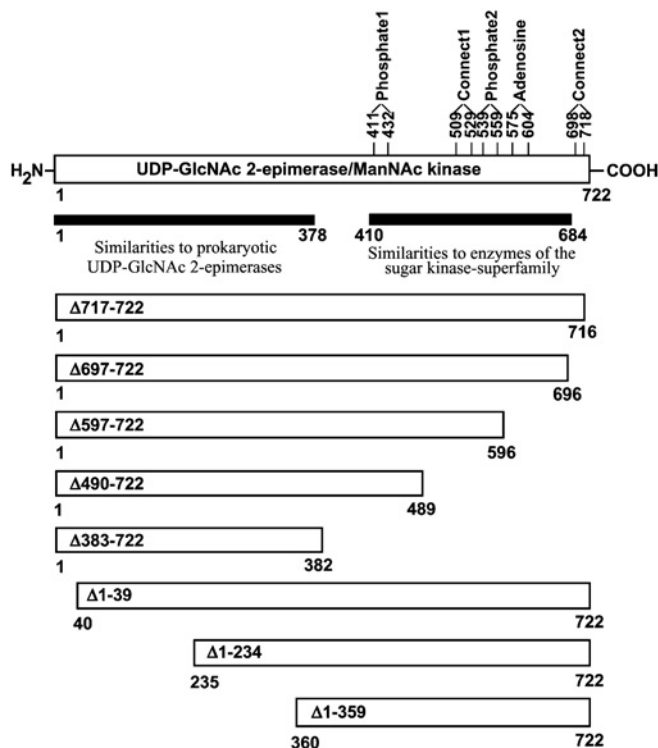 Phosphate1
Connect1
Phosphate2
Adenosine
Connect2
411
432
509
529
539
559
575
604
698
718
H2N
UDP-GlcNAc 2-epimerase/ManNAc kinase
COOH
1
722
1
378
410
684
Similarities to prokaryotic
UDP-GlcNAc 2-epimerases
Similarities to enzymes of the
sugar kinase-superfamily
Δ717-722
1
716
Δ697-722
1
696
Δ597-722
1
596
Δ490-722
1
489
Δ383-722
1
382
Δ1-39
40
722
Δ1-234
235
722
Δ1-359
360
722